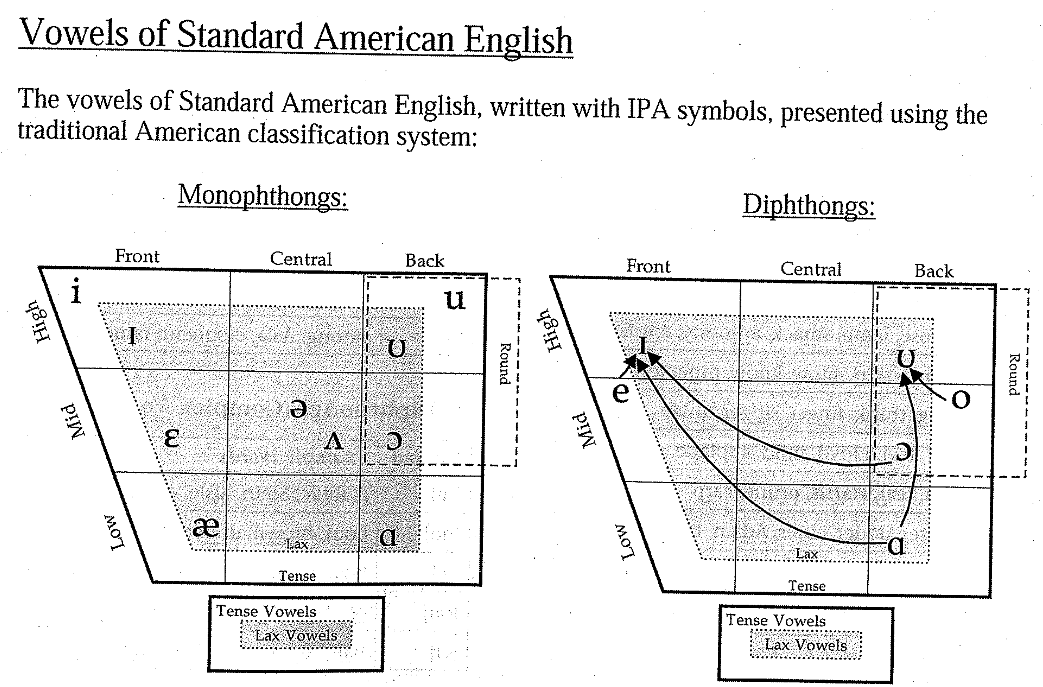 Vowels of Standard American English
The vowels of Standard American English, written with IPA symbols, presented using the
traditional American classification system:
Monophthongs:
Front Central Back
High
Mid
Low
Round
i u
ɪ ʊ
ə
ɛ ʌ ɔ
æ ɑ
Lax
Tense
Tense Vowels
Lax Vowels
Diphthongs:
Front Central Back
High
Mid
Low
Round
ɪ ʊ
e o
ɔ
ɑ
Lax
Tense
Tense Vowels
Lax Vowels